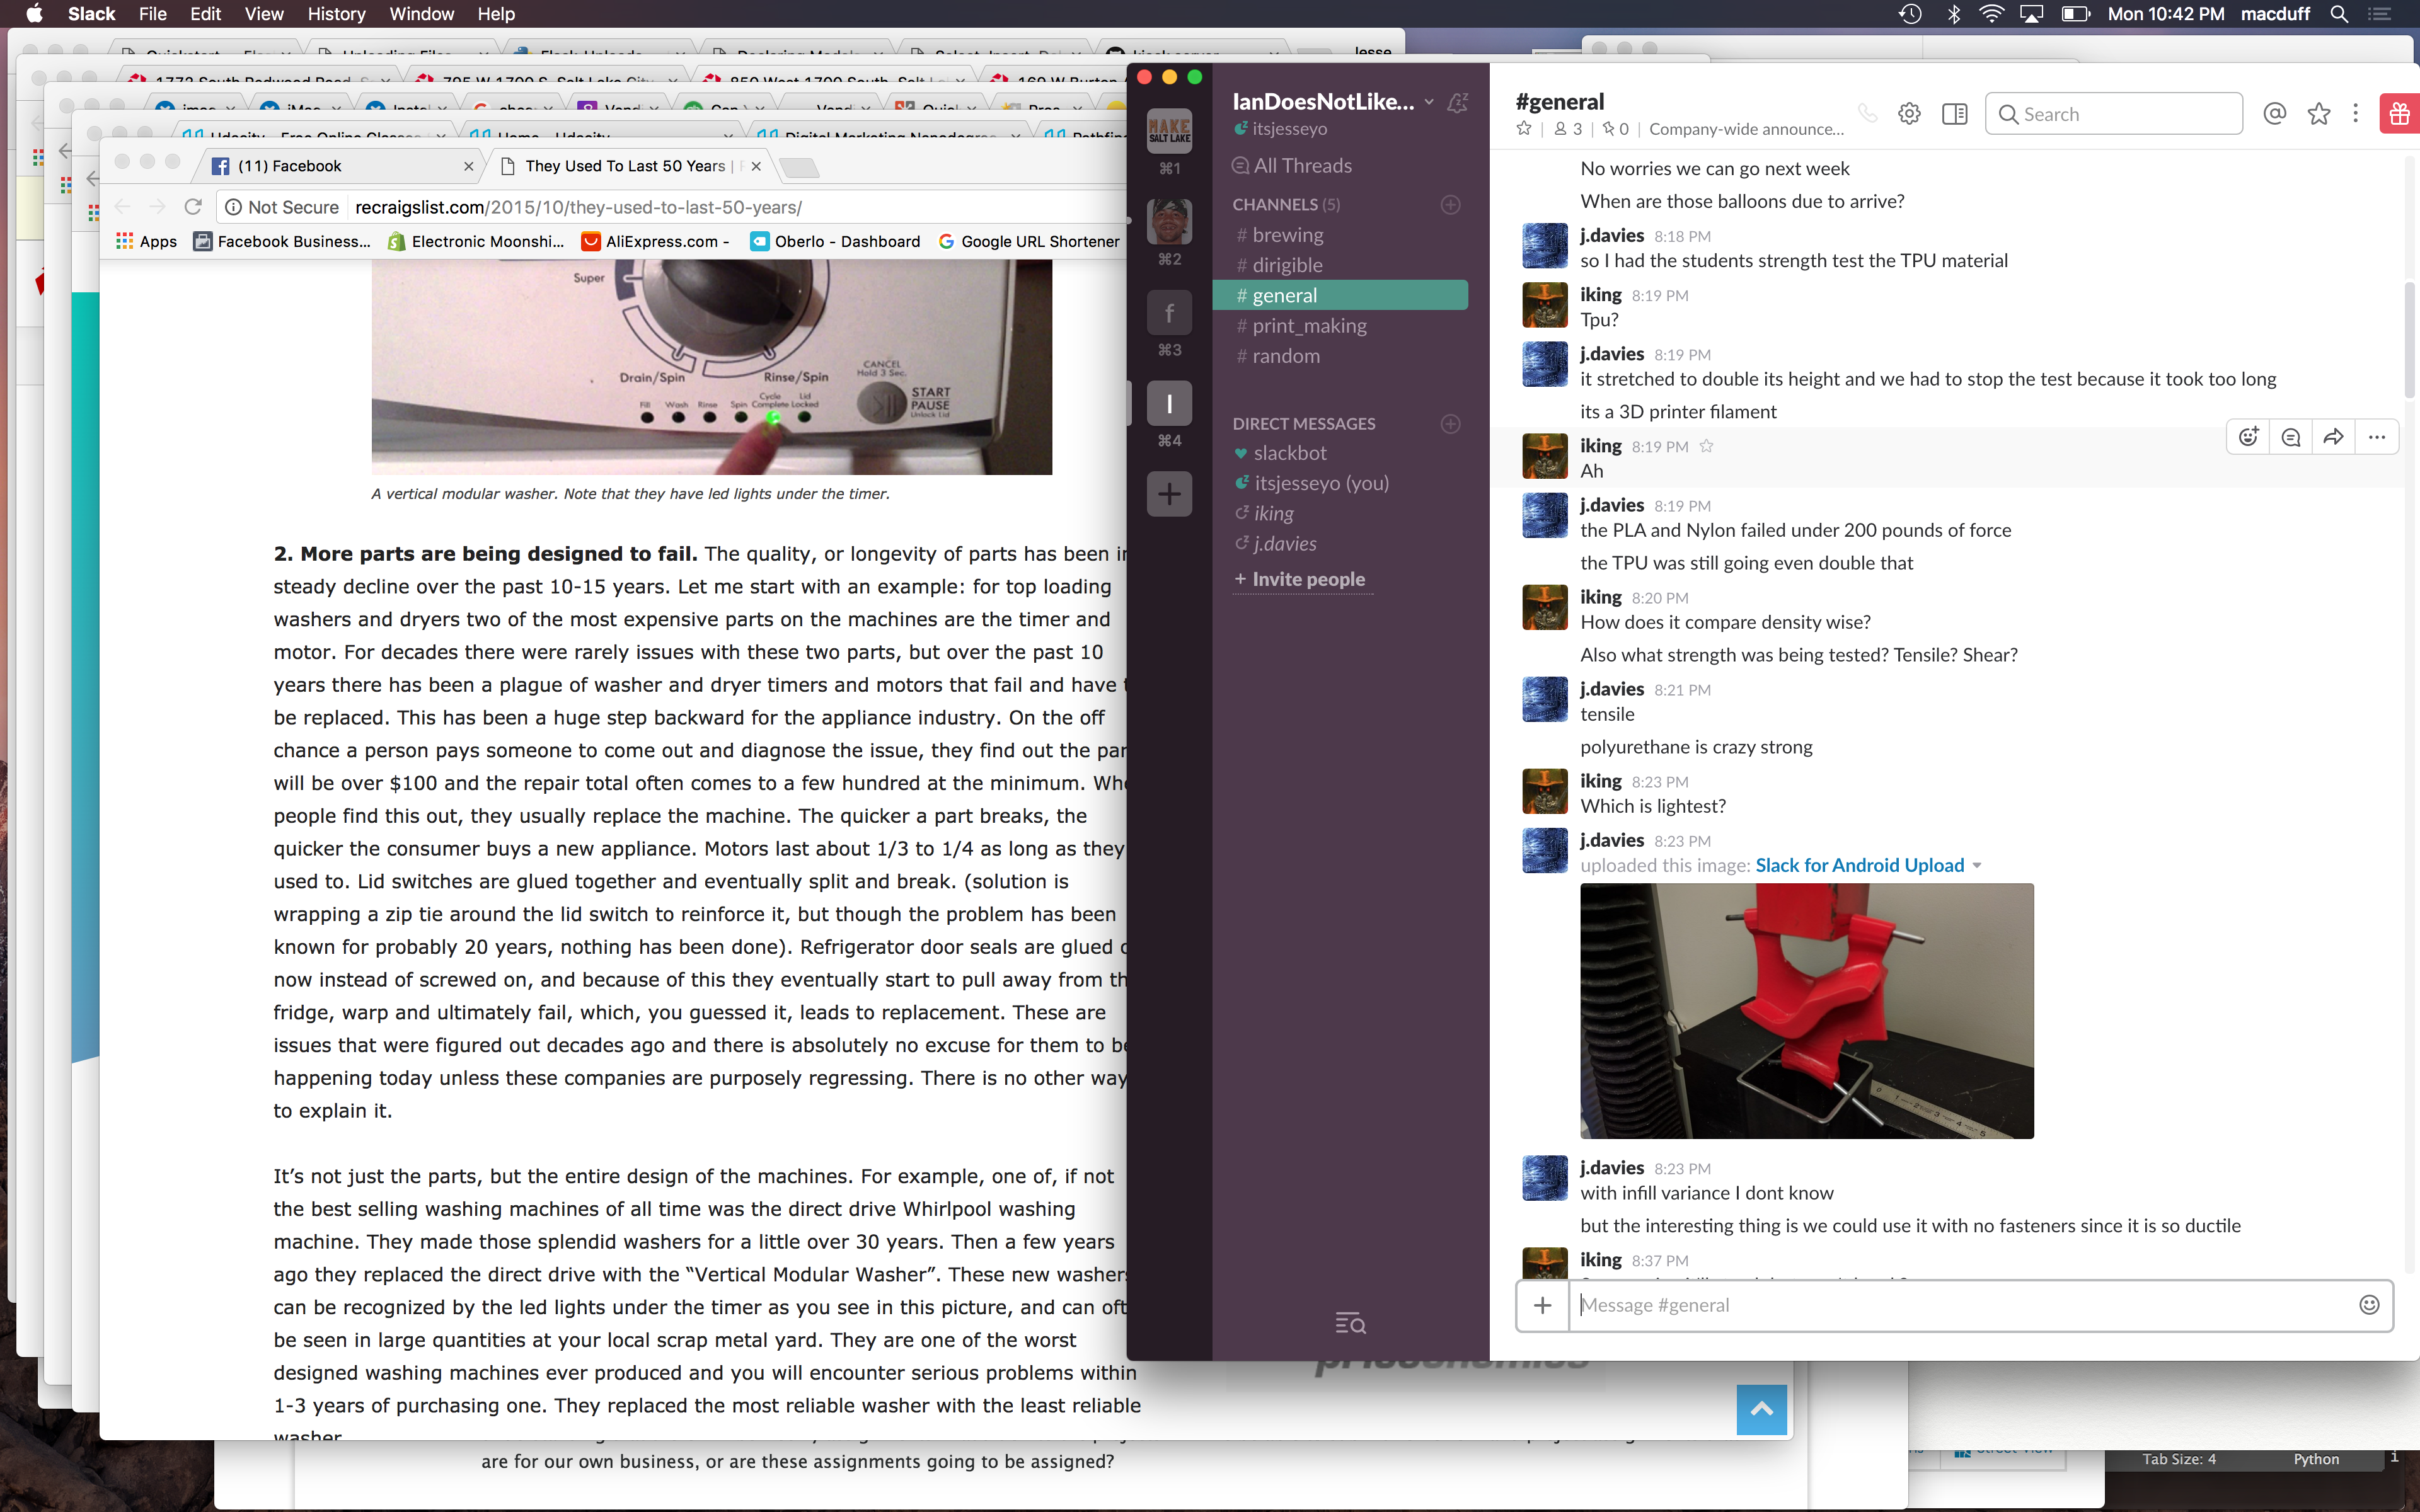 Slack File Edit View History Window Help
Mon 10:42 PM macduff
Jesse
(11) Facebook
They Used To Last 50 Years |
Not Secure recraigslist.com/2015/10/they-used-to-last-50-years/
Apps Facebook Business... Electronic Moonshi... AliExpress.com - Oberlo - Dashboard Google URL Shortener
Super
Drain/Spin Rinse/Spin
CANCEL
Hold 3 Sec.
START
PAUSE
Unlock Lid
Fill Wash Rinse Spin Cycle Complete Lid Locked
A vertical modular washer. Note that they have led lights under the timer.
2. More parts are being designed to fail. The quality, or longevity of parts has been
steady decline over the past 10-15 years. Let me start with an example: for top loading
washers and dryers two of the most expensive parts on the machines are the timer and
motor. For decades there were rarely issues with these two parts, but over the past 10
years there has been a plague of washer and dryer timers and motors that fail and have
be replaced. This has been a huge step backward for the appliance industry. On the off
chance a person pays someone to come out and diagnose the issue, they find out the
will be over $100 and the repair total often comes to a few hundred at the minimum.
people find this out, they usually replace the machine. The quicker a part breaks, the
quicker the consumer buys a new appliance. Motors last about 1/3 to 1/4 as long as they
used to. Lid switches are glued together and eventually split and break. (solution is
wrapping a zip tie around the lid switch to reinforce it, but though the problem has been
known for probably 20 years, nothing has been done). Refrigerator door seals are glued
now instead of screwed on, and because of this they eventually start to pull away from
fridge, warp and ultimately fail, which, you guessed it, leads to replacement. These are
issues that were figured out decades ago and there is absolutely no excuse for them to
happening today unless these companies are purposely regressing. There is no other way
to explain it.
It's not just the parts, but the entire design of the machines. For example, one of, if not
the best selling washing machines of all time was the direct drive Whirlpool washing
machine. They made those splendid washers for a little over 30 years. Then a few years
ago they replaced the direct drive with the "Vertical Modular Washer". These new
can be recognized by the led lights under the timer as you see in this picture, and can
be seen in large quantities at your local scrap metal yard. They are one of the worst
designed washing machines ever produced and you will encounter serious problems within
1-3 years of purchasing one. They replaced the most reliable washer with the least reliable
washer
are for our own business, or are these assignments going to be assigned?
MAKE
SALT LAKE
⌘1
⌘2
f
⌘3
I
⌘4
+
IanDoesNotLike...
itsjesseyo
All Threads
CHANNELS (5)
# brewing
# dirigible
# general
# print_making
# random
DIRECT MESSAGES
slackbot
itsjesseyo (you)
iking
j.davies
+ Invite people
#general
3 | 0 | Company-wide announce...
Search
No worries we can go next week
When are those balloons due to arrive?
j.davies 8:18 PM
so I had the students strength test the TPU material
iking 8:19 PM
Tpu?
j.davies 8:19 PM
it stretched to double its height and we had to stop the test because it took too long
its a 3D printer filament
iking 8:19 PM
Ah
j.davies 8:19 PM
the PLA and Nylon failed under 200 pounds of force
the TPU was still going even double that
iking 8:20 PM
How does it compare density wise?
Also what strength was being tested? Tensile? Shear?
j.davies 8:21 PM
tensile
polyurethane is crazy strong
iking 8:23 PM
Which is lightest?
j.davies 8:23 PM
uploaded this image: Slack for Android Upload
j.davies 8:23 PM
with infill variance I dont know
but the interesting thing is we could use it with no fasteners since it is so ductile
iking 8:37 PM
Message #general
Tab Size: 4 Python